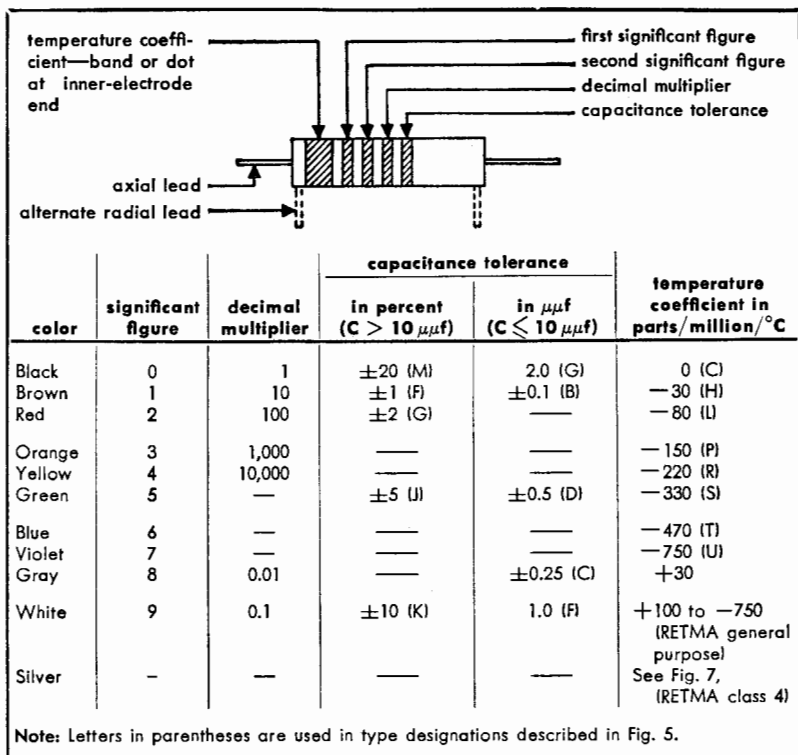 temperature coeffi-
cient—band or dot
at inner-electrode
end
first significant figure
second significant figure
decimal multiplier
capacitance tolerance
axial lead
alternate radial lead
capacitance tolerance
color | significant figure | decimal multiplier | in percent (C > 10 μμf) | in μμf (C ≤ 10 μμf) | temperature coefficient in parts/million/°C
Black 0 1 ±20 (M) 2.0 (G) 0 (C)
Brown 1 10 ±1 (F) ±0.1 (B) −30 (H)
Red 2 100 ±2 (G) — −80 (L)
Orange 3 1,000 — — −150 (P)
Yellow 4 10,000 — — −220 (R)
Green 5 — ±5 (J) ±0.5 (D) −330 (S)
Blue 6 — — — −470 (T)
Violet 7 — — — −750 (U)
Gray 8 0.01 — ±0.25 (C) +30
White 9 0.1 ±10 (K) 1.0 (F) +100 to −750
(RETMA general
purpose)
Silver – — — — See Fig. 7,
(RETMA class 4)
Note: Letters in parentheses are used in type designations described in Fig. 5.